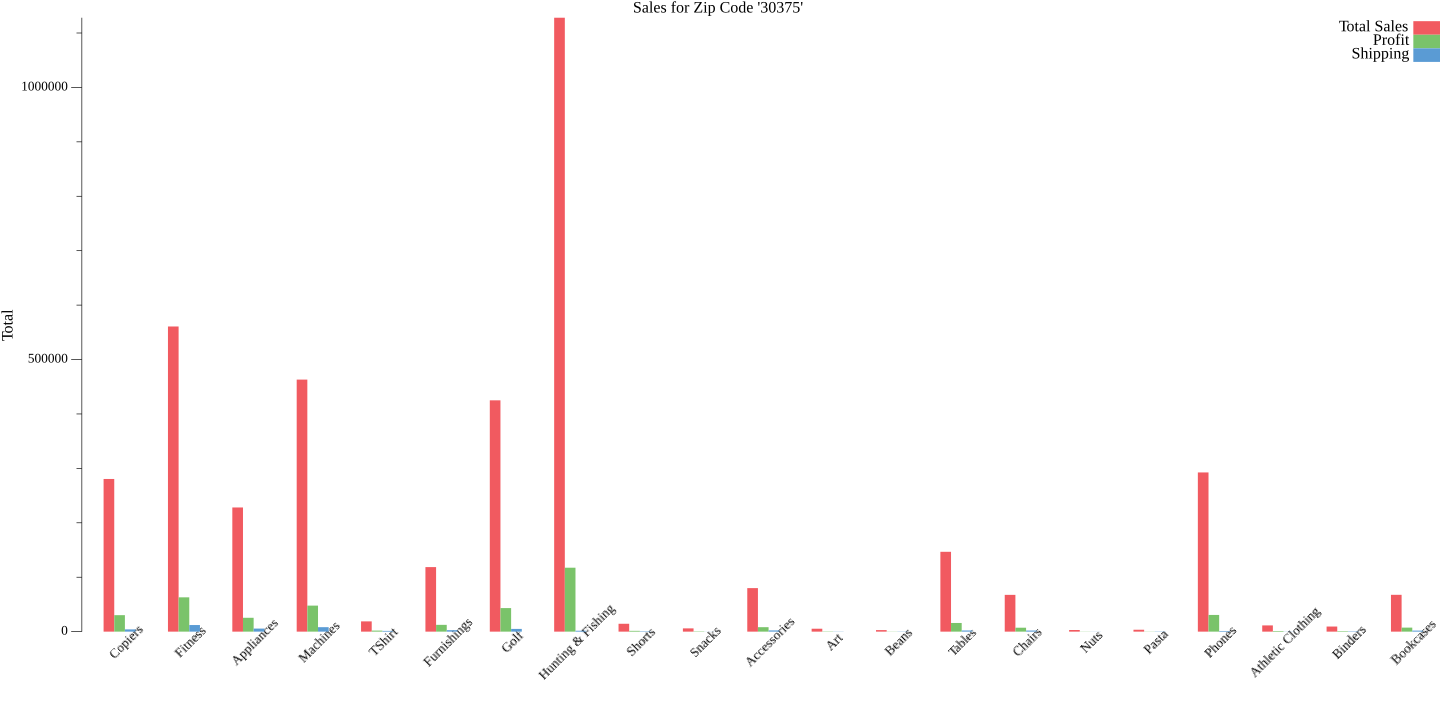 Sales for Zip Code '30375'
Total Sales
Profit
Shipping
1000000
500000
0
Total
Copiers
Fitness
Appliances
Machines
TShirt
Furnishings
Golf
Hunting & Fishing
Shorts
Snacks
Accessories
Art
Beans
Tables
Chairs
Nuts
Pasta
Phones
Athletic Clothing
Binders
Bookcases